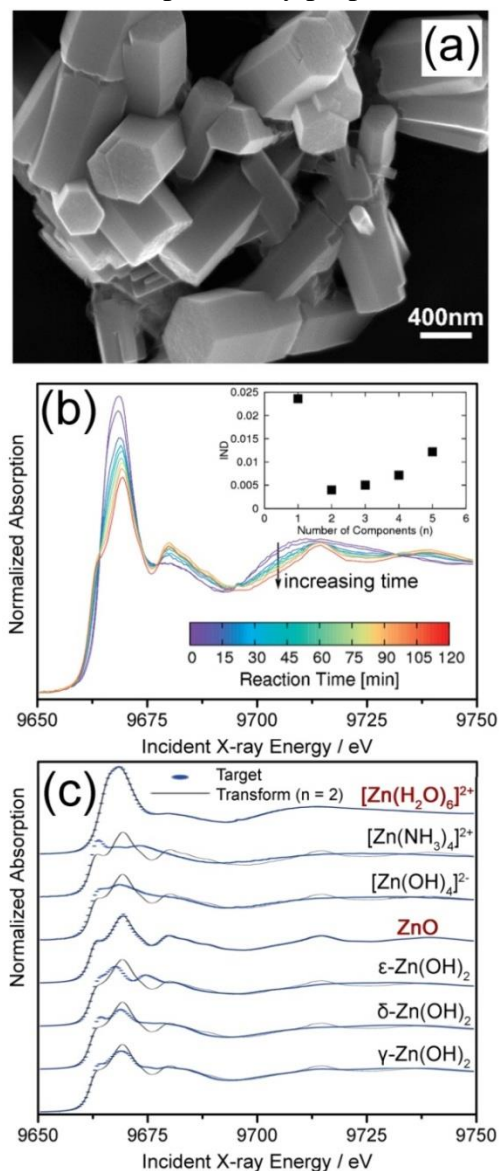 (a)
400nm
(b)
Normalized Absorption
0.025
0.02
0.015
0.01
0.005
0
IND
0 1 2 3 4 5 6
Number of Components (n)
increasing time
0 15 30 45 60 75 90 105 120
Reaction Time [min]
9650 9675 9700 9725 9750
Incident X-ray Energy / eV
(c)
Normalized Absorption
Target
Transform (n = 2)
[Zn(H₂O)₆]²⁺
[Zn(NH₃)₄]²⁺
[Zn(OH)₄]²⁻
ZnO
ε-Zn(OH)₂
δ-Zn(OH)₂
γ-Zn(OH)₂
9650 9675 9700 9725 9750
Incident X-ray Energy / eV